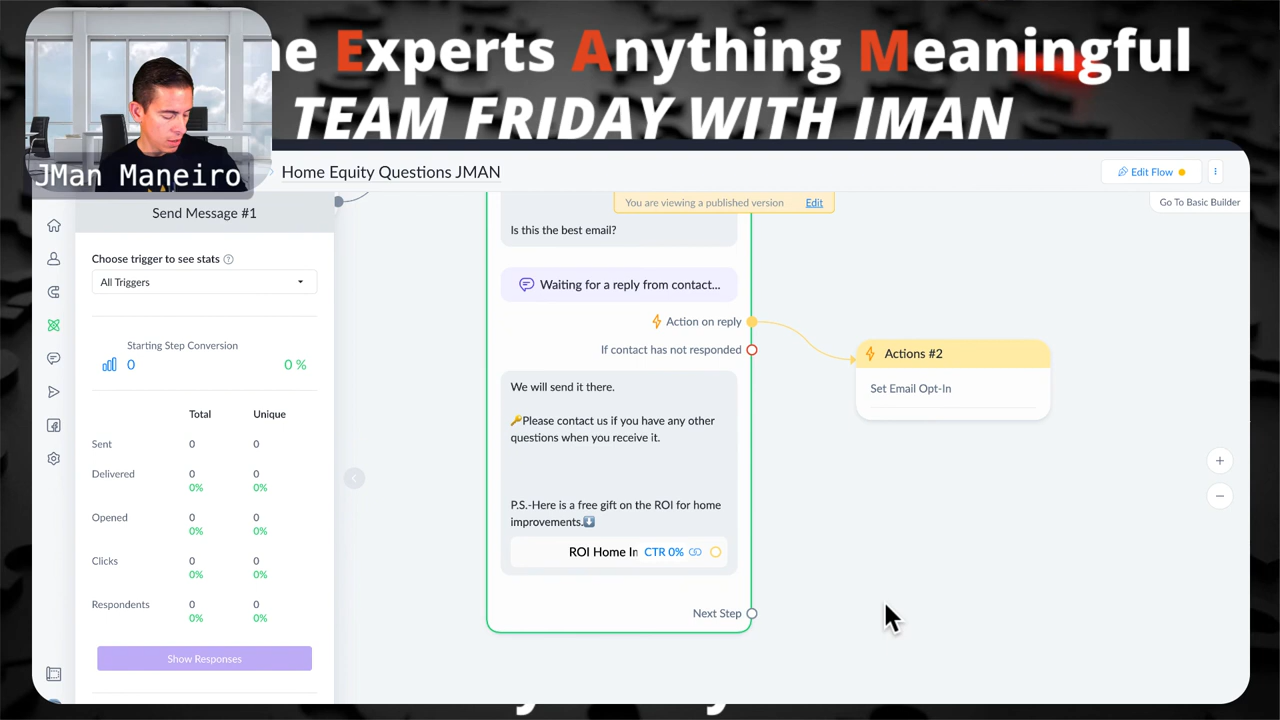 Experts Anything Meaningful
TEAM FRIDAY WITH IMAN
JMan Maneiro
Home Equity Questions JMAN
Edit Flow
Send Message #1
You are viewing a published version Edit
Go To Basic Builder
Choose trigger to see stats
All Triggers
Starting Step Conversion
0 0 %
Total Unique
Sent 0 0
Delivered 0 0
0% 0%
Opened 0 0
0% 0%
Clicks 0 0
0% 0%
Respondents 0 0
0% 0%
Show Responses
Is this the best email?
Waiting for a reply from contact...
Action on reply
If contact has not responded
We will send it there.
🔑Please contact us if you have any other
questions when you receive it.
P.S.-Here is a free gift on the ROI for home
improvements.⬇️
ROI Home In CTR 0%
Next Step
Actions #2
Set Email Opt-In